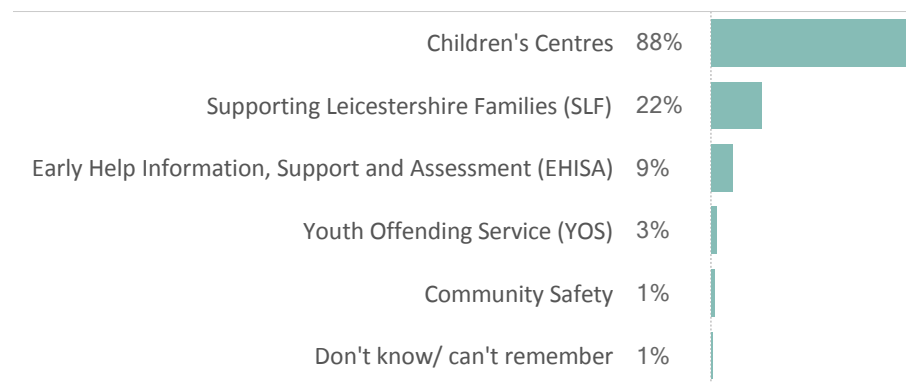 Children's Centres 88%
Supporting Leicestershire Families (SLF) 22%
Early Help Information, Support and Assessment (EHISA) 9%
Youth Offending Service (YOS) 3%
Community Safety 1%
Don't know/ can't remember 1%